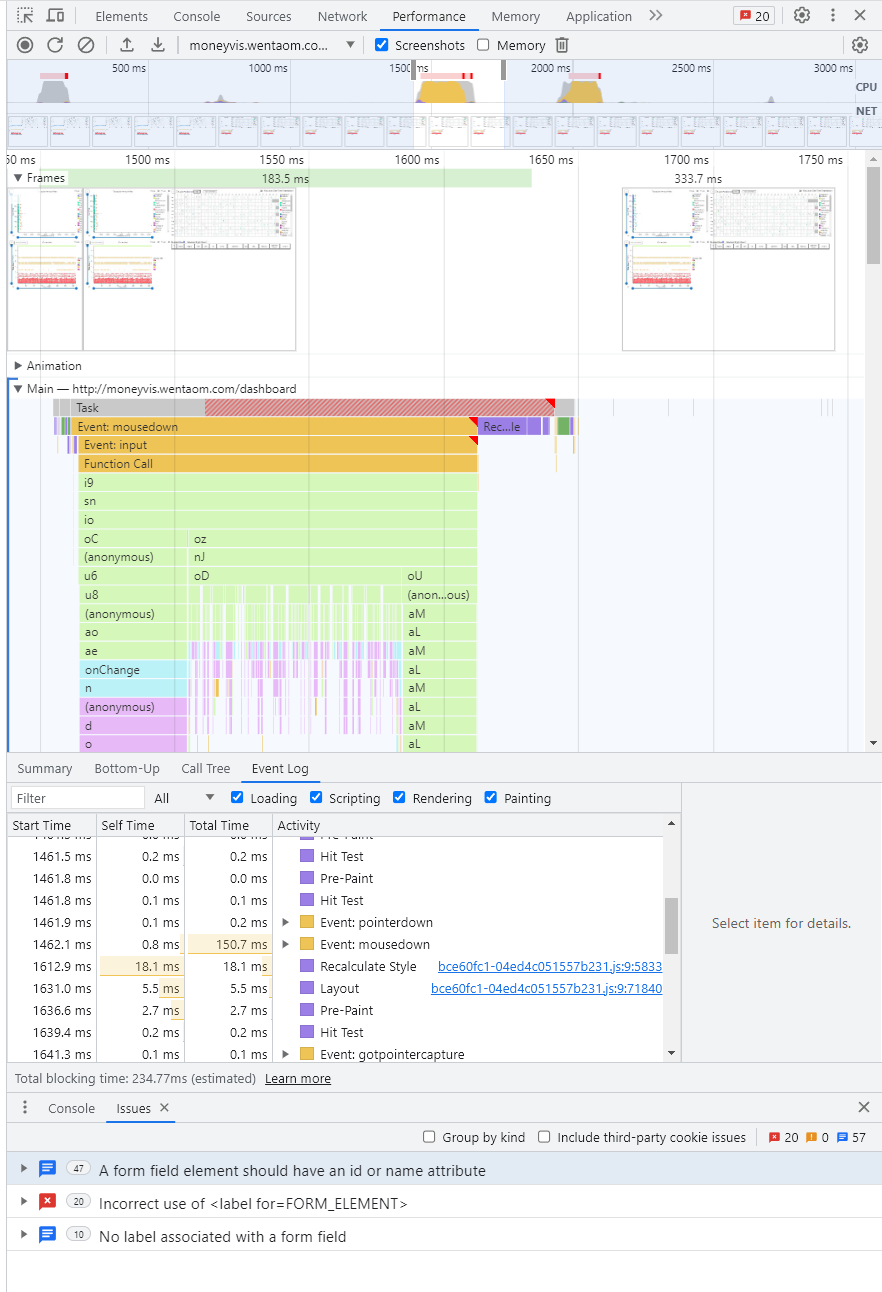 Elements Console Sources Network Performance Memory Application 20
moneyvis.wentaom.co... Screenshots Memory
500 ms 1000 ms 1500 ms 2000 ms 2500 ms 3000 ms
CPU
NET
50 ms 1500 ms 1550 ms 1600 ms 1650 ms 1700 ms 1750 ms
Frames 183.5 ms 333.7 ms
Animation
Main — http://moneyvis.wentaom.com/dashboard
Task
Event: mousedown Rec...le
Event: input
Function Call
i9
sn
io
oC oz
(anonymous) nJ
u6 oD oU
u8 (anon...ous)
(anonymous) aM
ao aL
ae aM
onChange aL
n aM
(anonymous) aL
d aM
o aL
Summary Bottom-Up Call Tree Event Log
Filter All Loading Scripting Rendering Painting
Start Time Self Time Total Time Activity
1461.5 ms 0.2 ms 0.2 ms Hit Test
1461.8 ms 0.0 ms 0.0 ms Pre-Paint
1461.8 ms 0.1 ms 0.1 ms Hit Test
1461.9 ms 0.1 ms 0.2 ms Event: pointerdown
1462.1 ms 0.8 ms 150.7 ms Event: mousedown
1612.9 ms 18.1 ms 18.1 ms Recalculate Style bce60fc1-04ed4c051557b231.js:9:5833
1631.0 ms 5.5 ms 5.5 ms Layout bce60fc1-04ed4c051557b231.js:9:71840
1636.6 ms 2.7 ms 2.7 ms Pre-Paint
1639.4 ms 0.2 ms 0.2 ms Hit Test
1641.3 ms 0.1 ms 0.1 ms Event: gotpointercapture
Select item for details.
Total blocking time: 234.77ms (estimated) Learn more
Console Issues
Group by kind Include third-party cookie issues 20 0 57
47 A form field element should have an id or name attribute
20 Incorrect use of <label for=FORM_ELEMENT>
10 No label associated with a form field